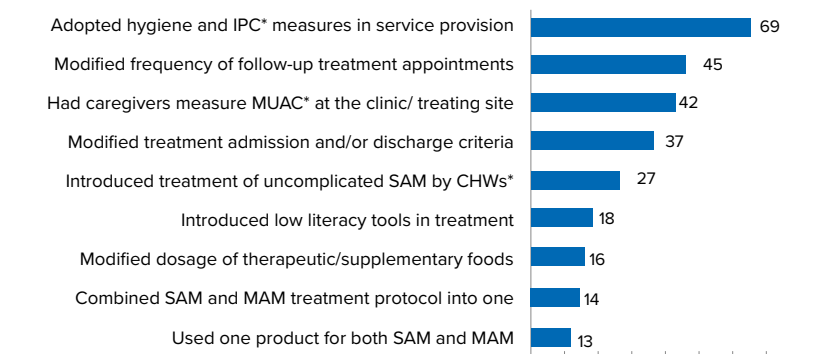 Adopted hygiene and IPC* measures in service provision 69
Modified frequency of follow-up treatment appointments 45
Had caregivers measure MUAC* at the clinic/ treating site 42
Modified treatment admission and/or discharge criteria 37
Introduced treatment of uncomplicated SAM by CHWs* 27
Introduced low literacy tools in treatment 18
Modified dosage of therapeutic/supplementary foods 16
Combined SAM and MAM treatment protocol into one 14
Used one product for both SAM and MAM 13